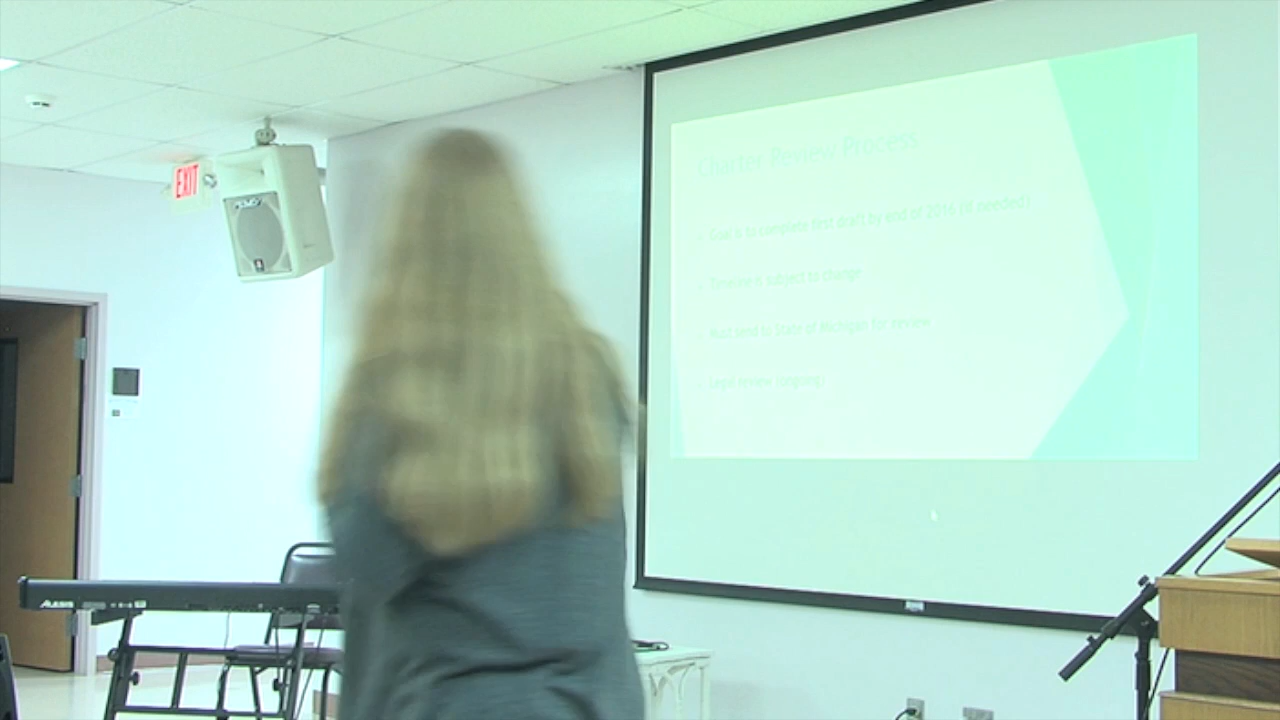 Charter Review Process
Goal is to complete first draft by end of 2016 (if needed)
Timeline is subject to change
Must send to State of Michigan for review
Legal review (ongoing)
EXIT
ALESIS